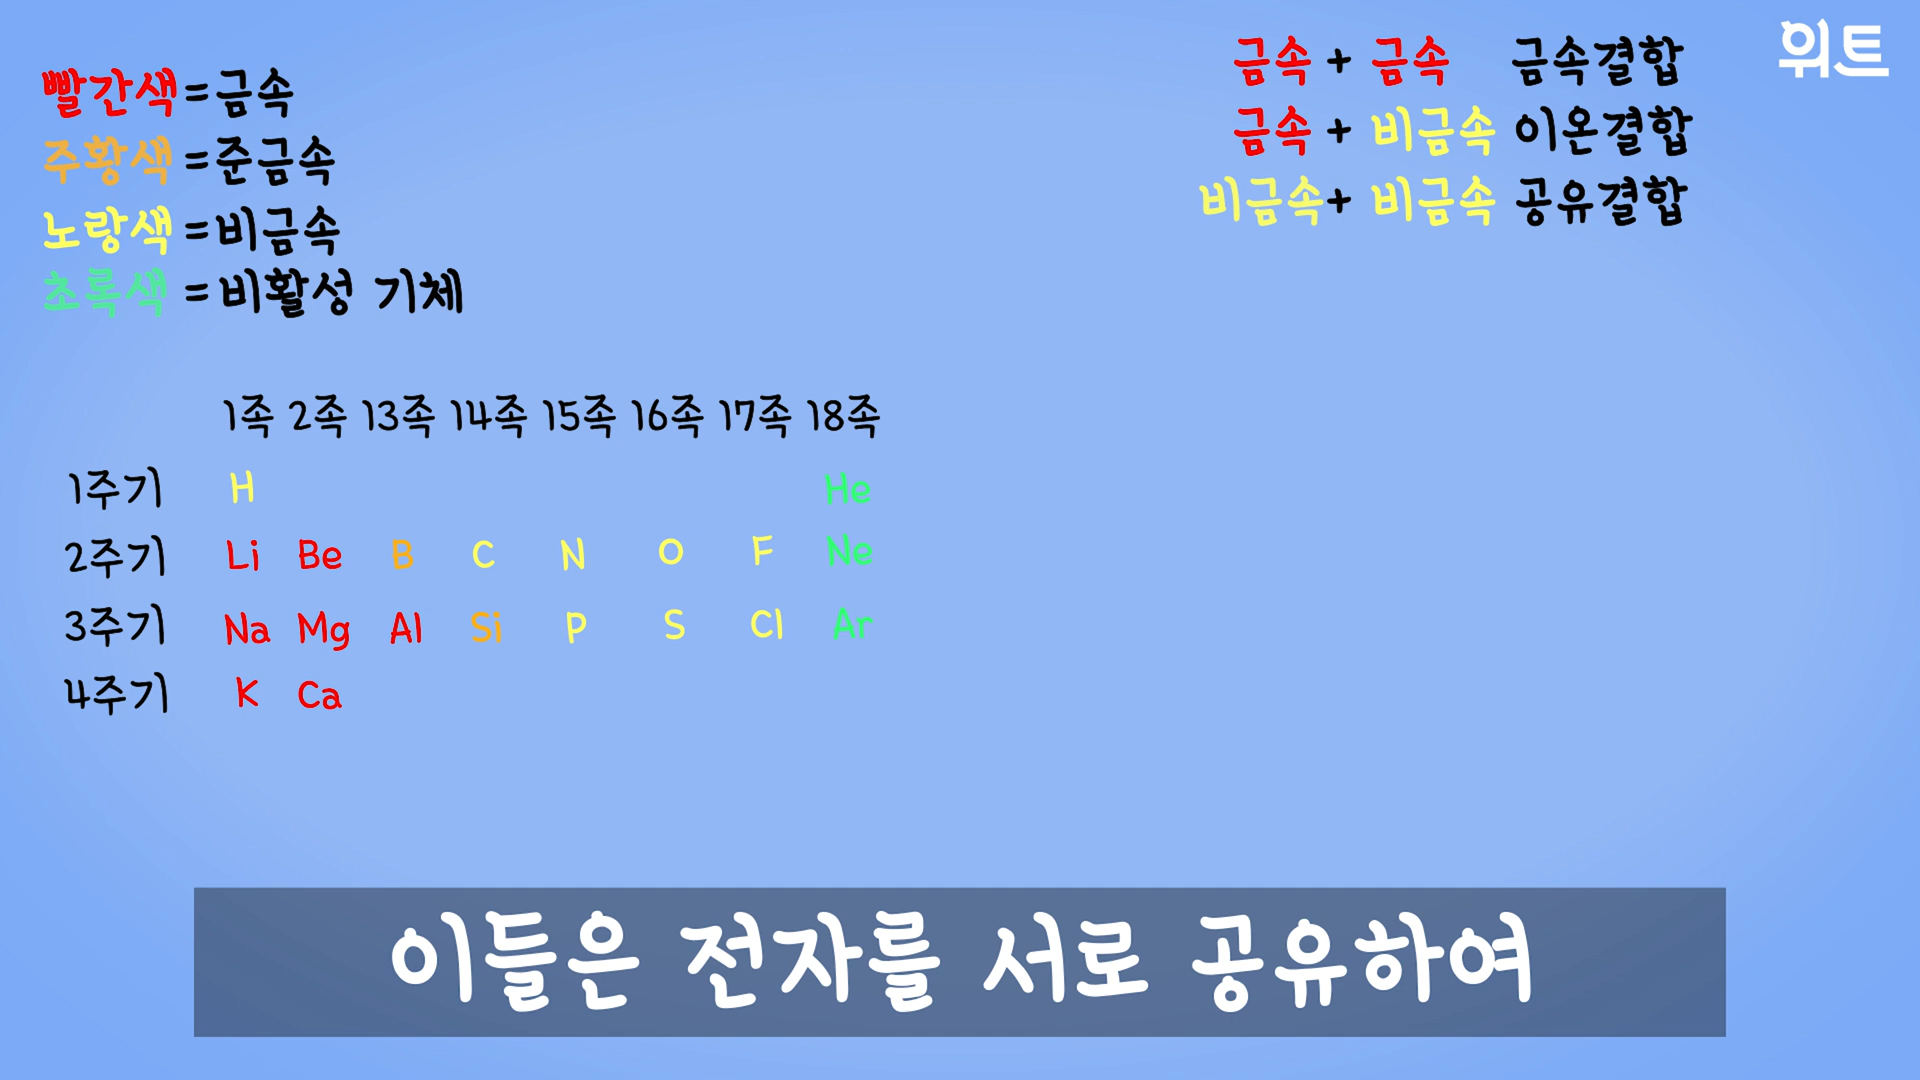 빨간색=금속
주황색=준금속
노랑색=비금속
초록색=비활성 기체
금속 + 금속 금속결합
금속 + 비금속 이온결합
비금속+ 비금속 공유결합
위트
1족 2족 13족 14족 15족 16족 17족 18족
1주기 H He
2주기 Li Be B C N O F Ne
3주기 Na Mg Al Si P S Cl Ar
4주기 K Ca
이들은 전자를 서로 공유하여